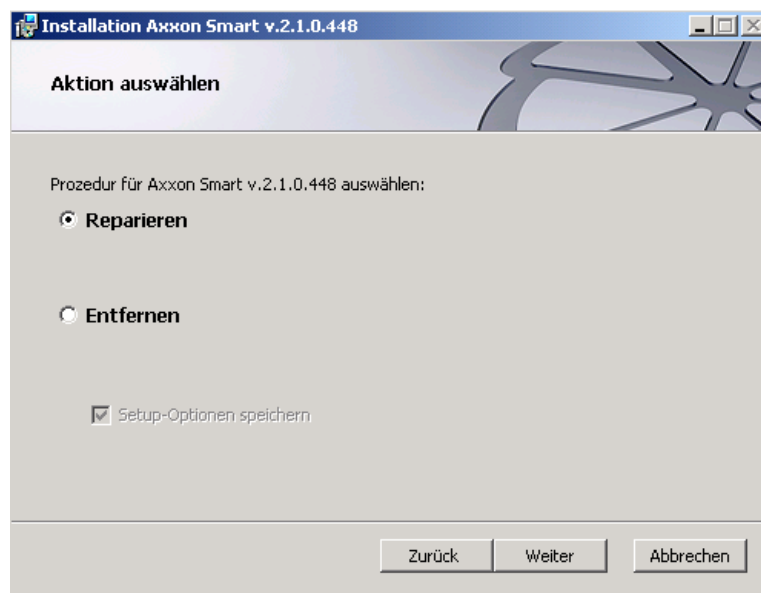 Installation Axxon Smart v.2.1.0.448
Aktion auswählen
Prozedur für Axxon Smart v.2.1.0.448 auswählen:
Reparieren
Entfernen
Setup-Optionen speichern
Zurück
Weiter
Abbrechen